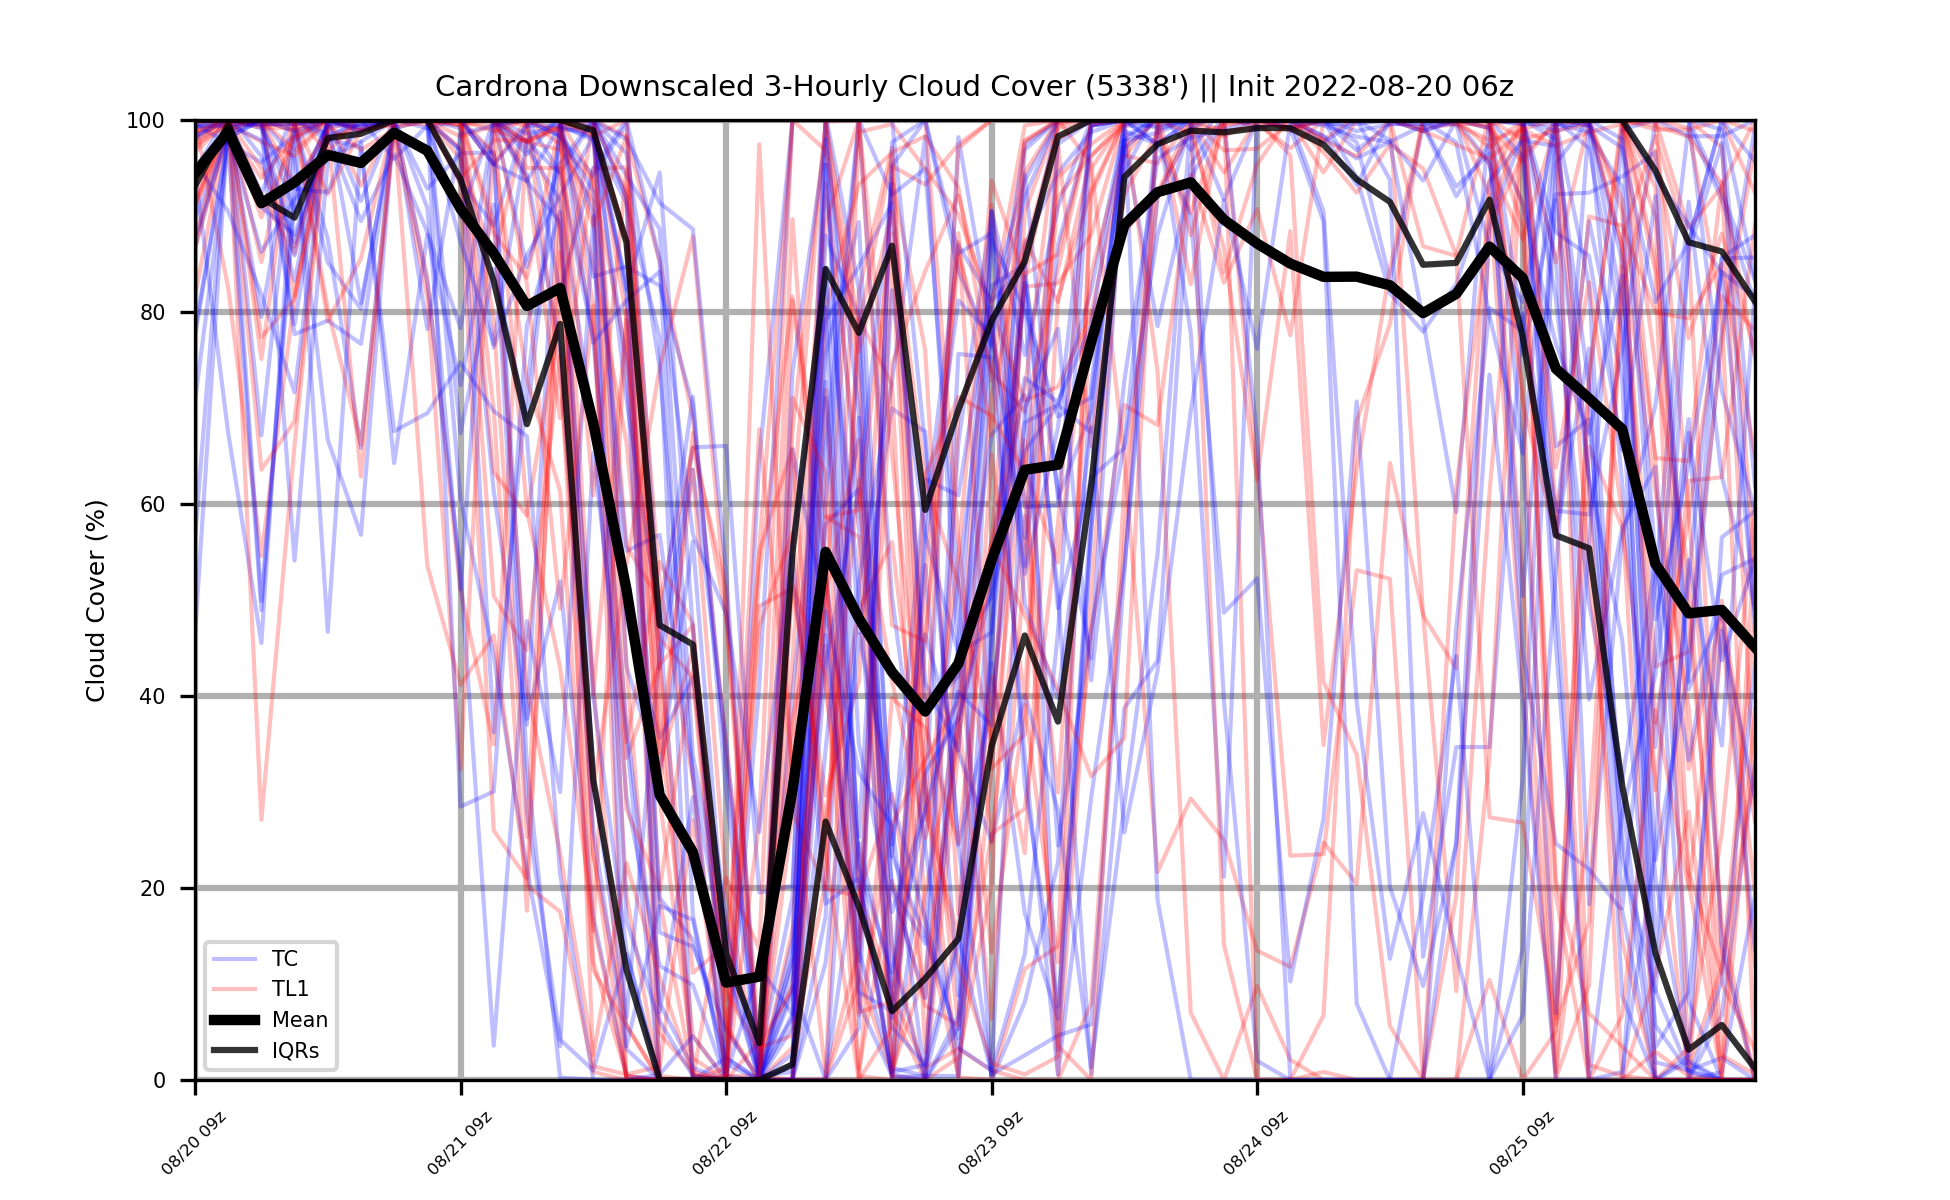 Cardrona Downscaled 3-Hourly Cloud Cover (5338') || Init 2022-08-20 06z
Cloud Cover (%)
100
80
60
40
20
0
TC
TL1
Mean
IQRs
08/20 09z
08/21 09z
08/22 09z
08/23 09z
08/24 09z
08/25 09z